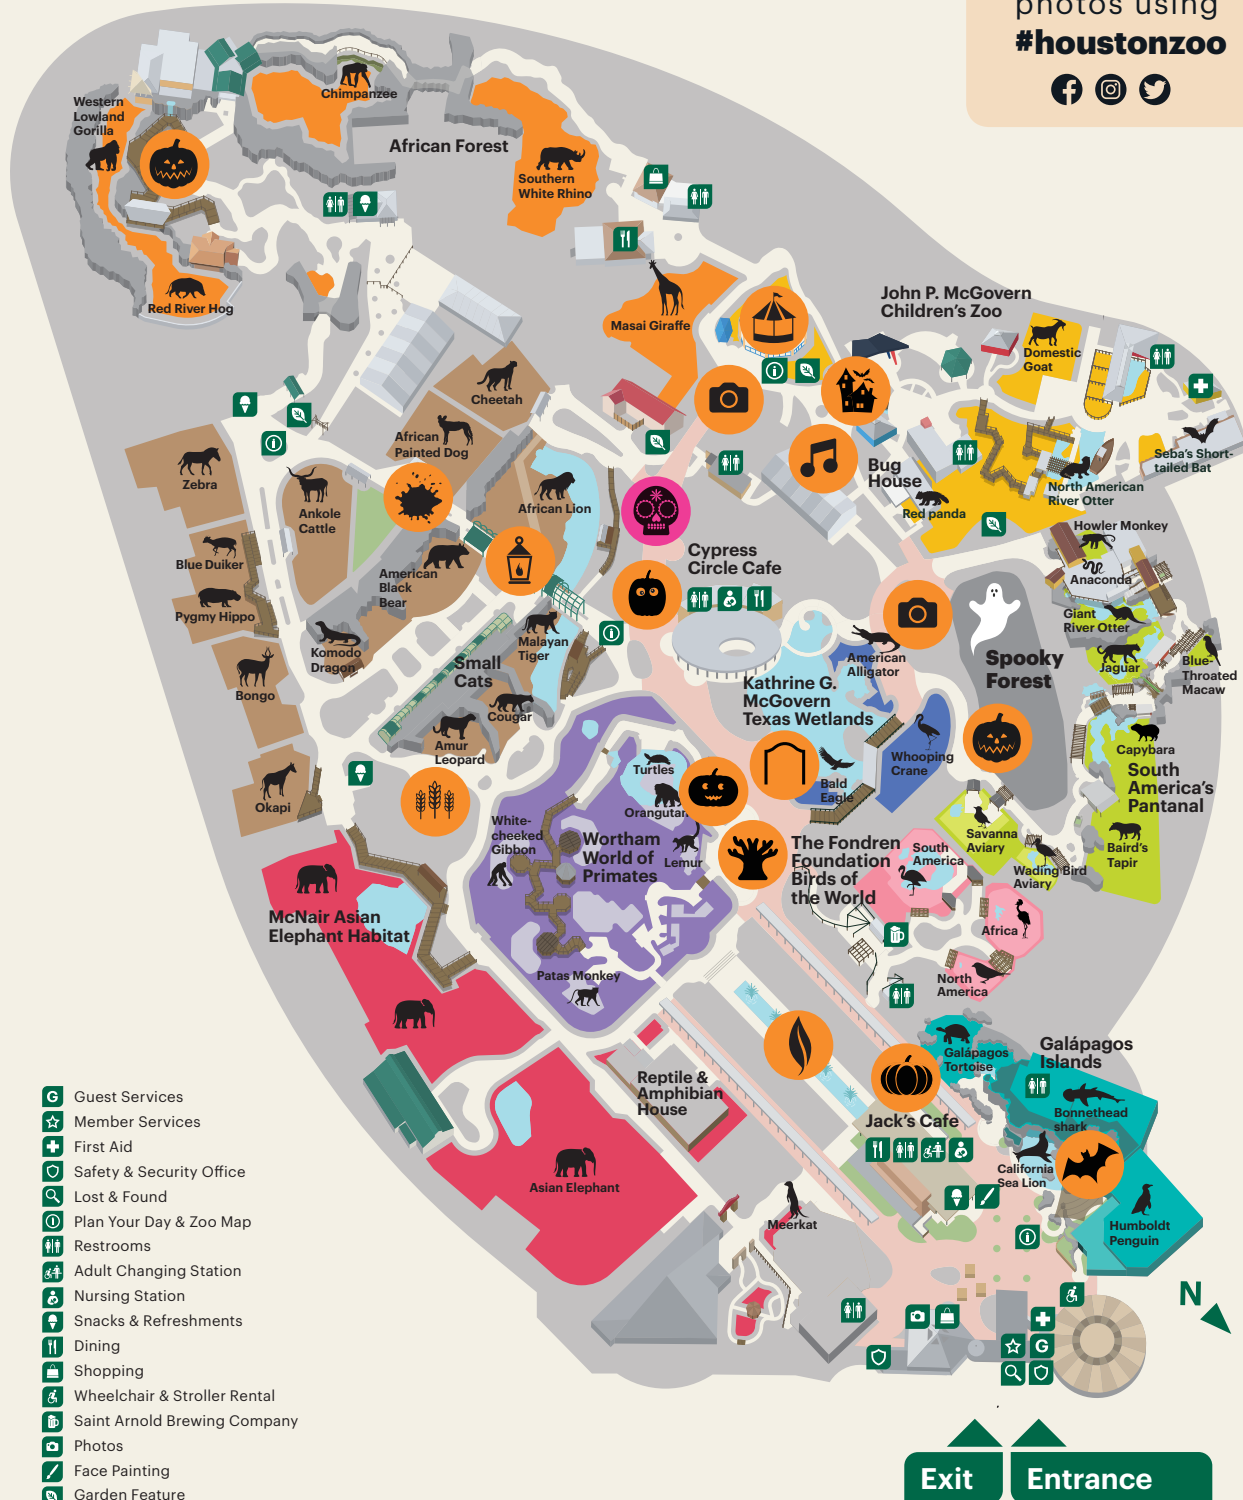 photos using
#houstonzoo
Western
Lowland
Gorilla
Chimpanzee
African Forest
Southern
White Rhino
Red River Hog
Masai Giraffe
John P. McGovern
Children's Zoo
Domestic
Goat
Cheetah
African
Painted Dog
Zebra
Ankole
Cattle
African Lion
Bug
House
Seba's Short-
tailed Bat
North American
River Otter
Red panda
Howler Monkey
Cypress
Circle Cafe
Blue Duiker
American
Black
Bear
Anaconda
Pygmy Hippo
Giant
River Otter
Komodo
Dragon
Malayan
Tiger
Small
Cats
American
Alligator
Spooky
Forest
Jaguar
Blue-
Throated
Macaw
Bongo
Kathrine G.
McGovern
Texas Wetlands
Cougar
Amur
Leopard
Whooping
Crane
Capybara
South
America's
Pantanal
Turtles
Bald
Eagle
Okapi
Orangutan
White-
cheeked
Gibbon
Wortham
World of
Primates
Lemur
The Fondren
Foundation
Birds of
the World
South
America
Savanna
Aviary
Baird's
Tapir
Wading Bird
Aviary
McNair Asian
Elephant Habitat
Africa
Patas Monkey
North
America
Galápagos
Tortoise
Galápagos
Islands
Reptile &
Amphibian
House
Bonnethead
shark
Jack's Cafe
California
Sea Lion
Asian Elephant
Meerkat
Humboldt
Penguin
N
G
G Guest Services
Member Services
First Aid
Safety & Security Office
Lost & Found
Plan Your Day & Zoo Map
Restrooms
Adult Changing Station
Nursing Station
Snacks & Refreshments
Dining
Shopping
Wheelchair & Stroller Rental
Saint Arnold Brewing Company
Photos
Face Painting
Garden Feature
Exit
Entrance